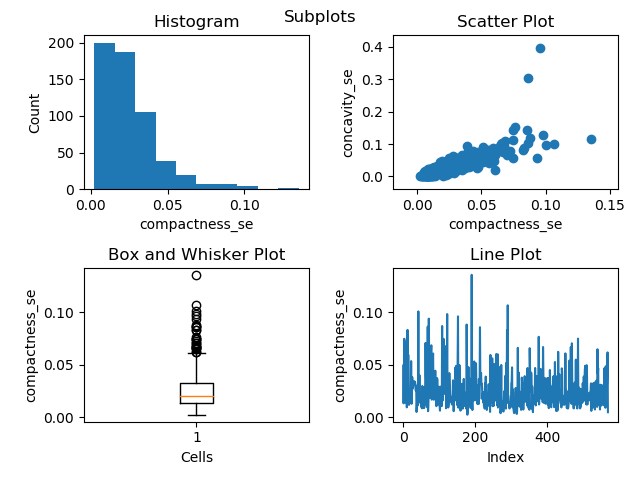 Subplots
Histogram
200
150
100
50
0
Count
0.00 0.05 0.10
compactness_se
Scatter Plot
0.4
0.3
0.2
0.1
0.0
concavity_se
0.00 0.05 0.10 0.15
compactness_se
Box and Whisker Plot
0.10
0.05
0.00
compactness_se
1
Cells
Line Plot
0.10
0.05
0.00
compactness_se
0 200 400
Index